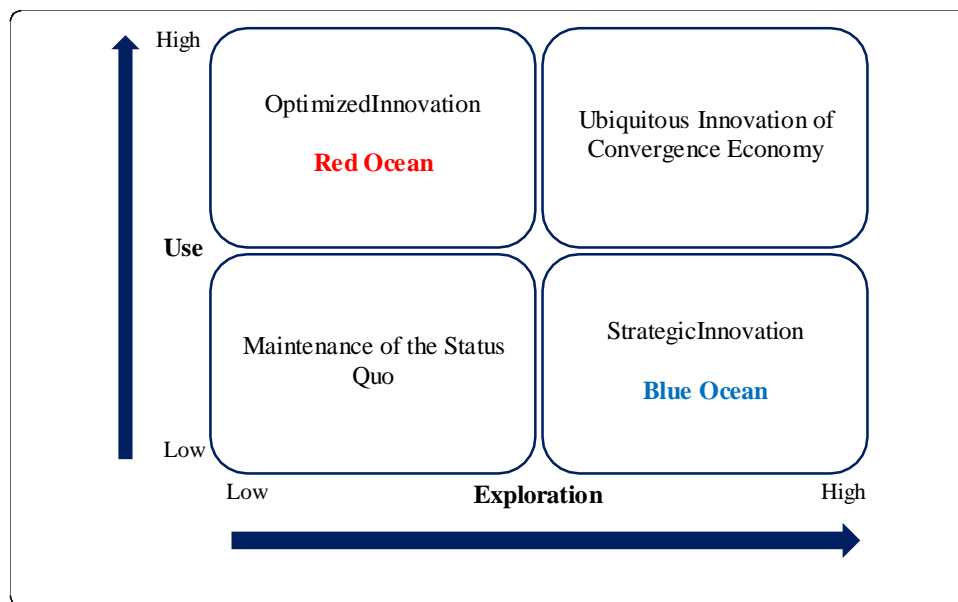 High
OptimizedInnovation
Red Ocean
Ubiquitous Innovation of
Convergence Economy
Use
Maintenance of the Status
Quo
StrategicInnovation
Blue Ocean
Low
Low
Exploration
High